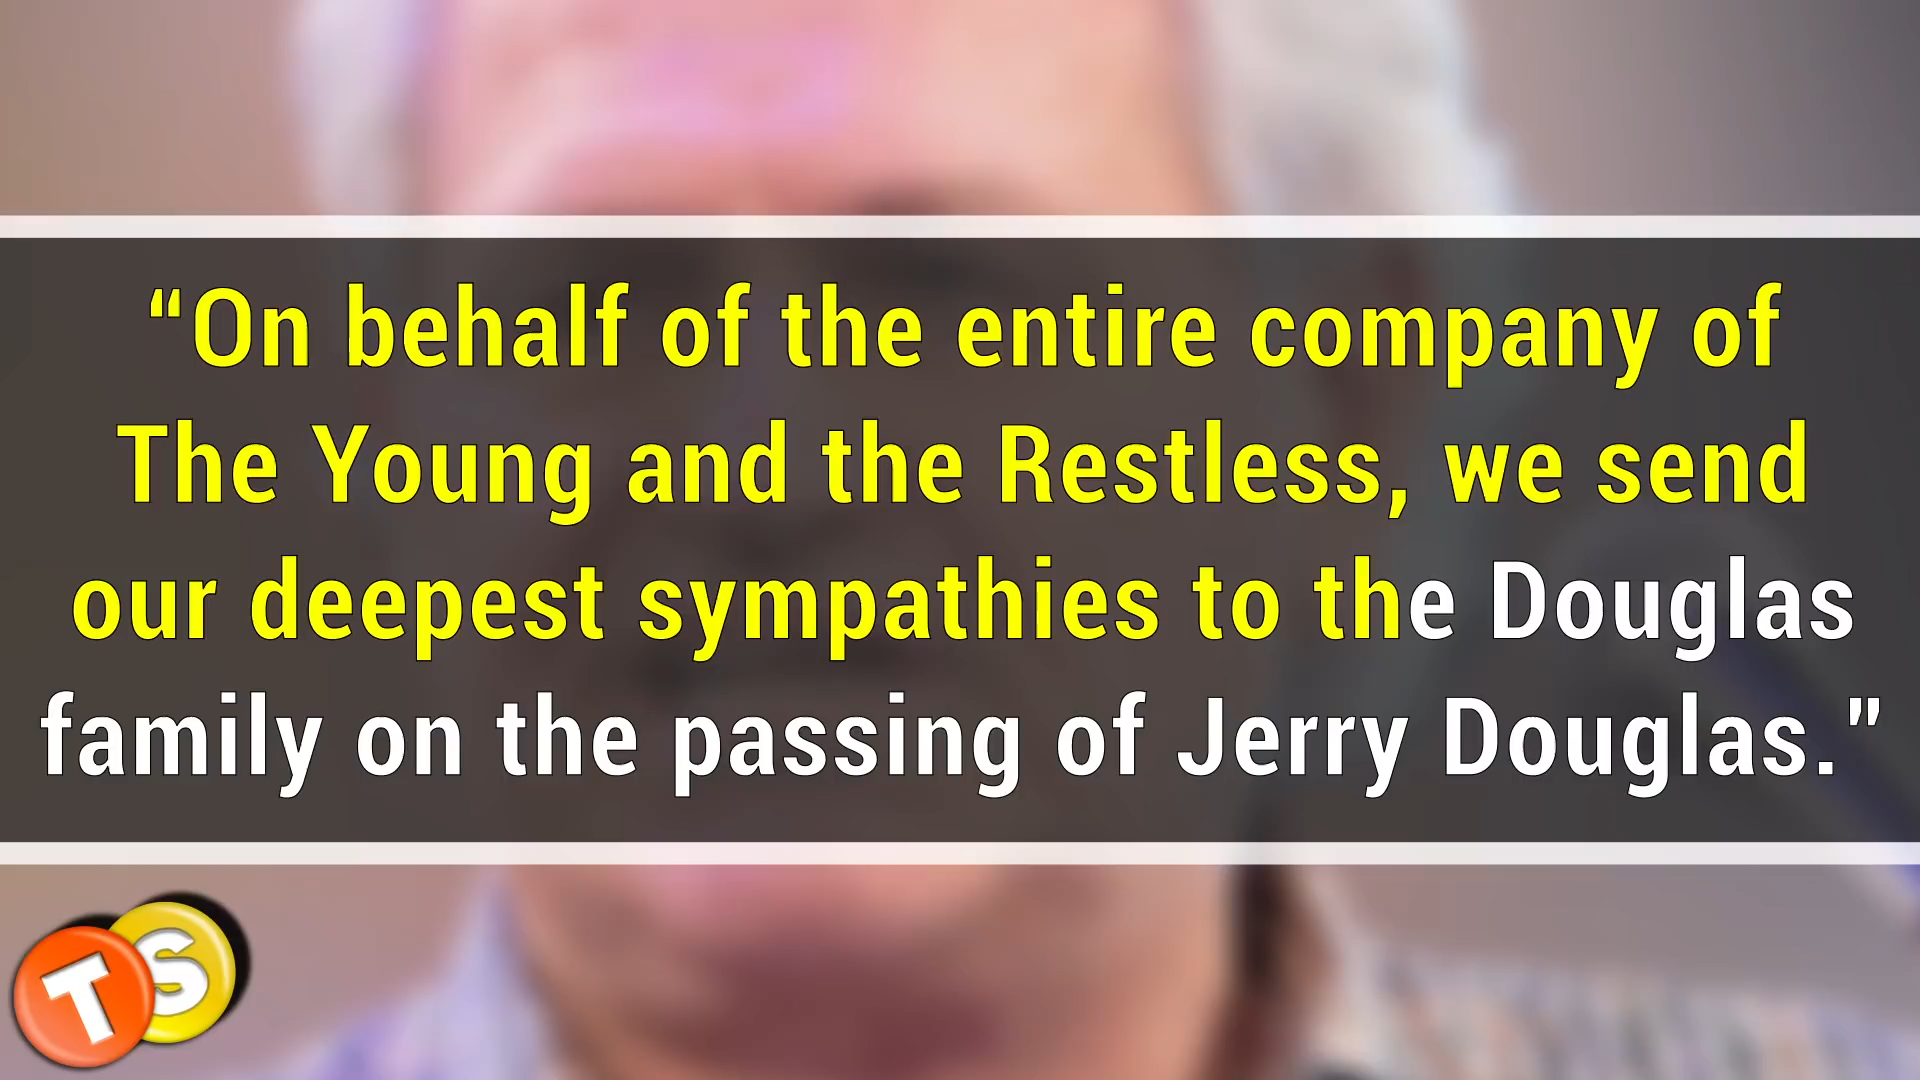 “On behalf of the entire company of
The Young and the Restless, we send
our deepest sympathies to the Douglas
family on the passing of Jerry Douglas.”
TS